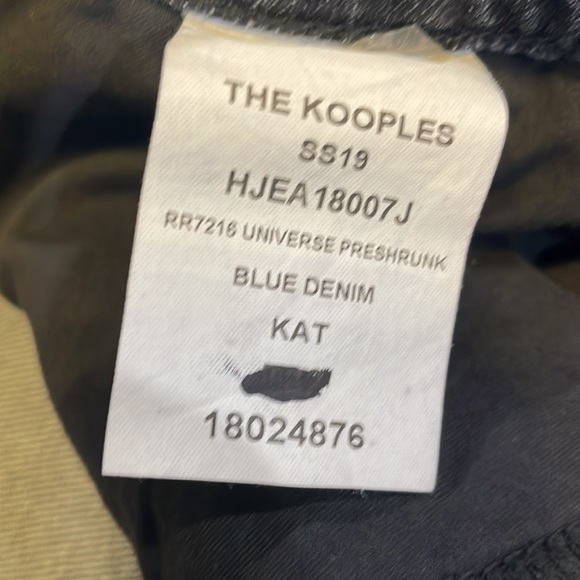 THE KOOPLES
SS19
HJEA18007J
RR7216 UNIVERSE PRESHRUNK
BLUE DENIM
KAT
18024876